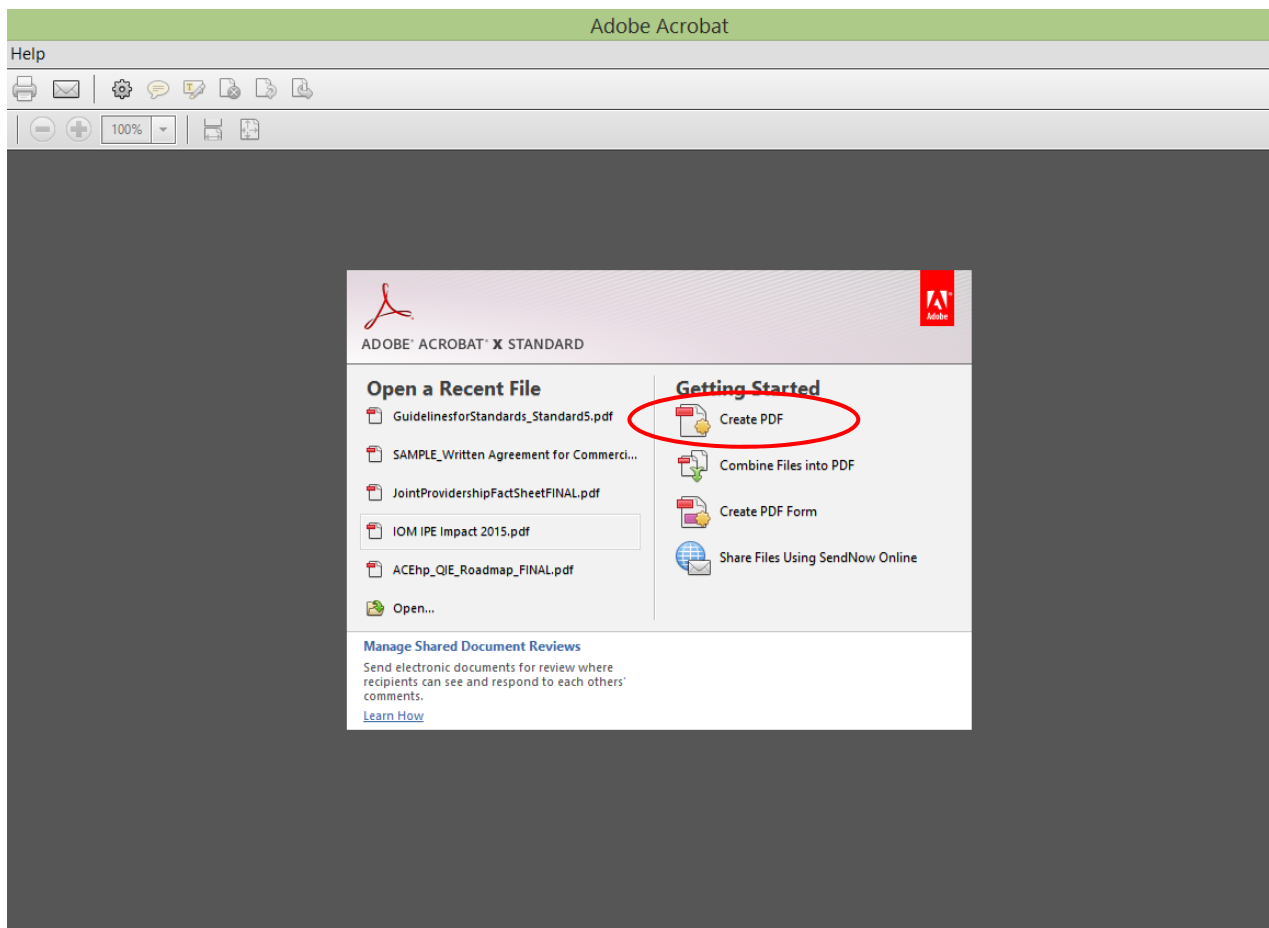 Adobe Acrobat
Help
100%
Adobe
ADOBE® ACROBAT® X STANDARD
Open a Recent File
GuidelinesforStandards_Standard5.pdf
SAMPLE_Written Agreement for Commerci...
JointProvidershipFactSheetFINAL.pdf
IOM IPE Impact 2015.pdf
ACEhp_QIE_Roadmap_FINAL.pdf
Open...
Getting Started
Create PDF
Combine Files into PDF
Create PDF Form
Share Files Using SendNow Online
Manage Shared Document Reviews
Send electronic documents for review where
recipients can see and respond to each others'
comments.
Learn How